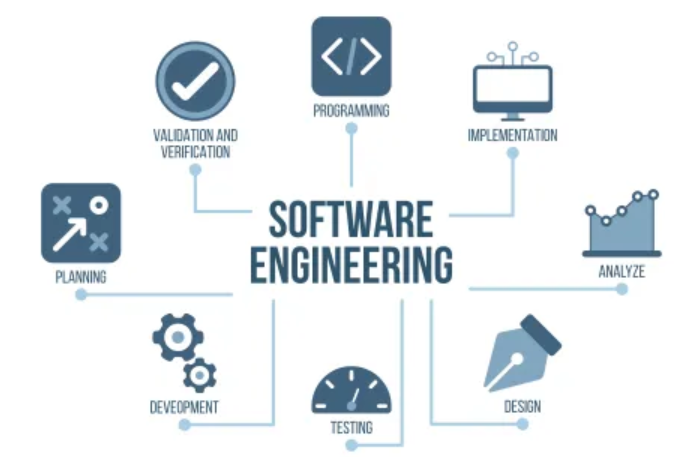 PROGRAMMING
VALIDATION AND
VERIFICATION
IMPLEMENTATION
SOFTWARE
ENGINEERING
PLANNING
ANALYZE
DEVEOPMENT
TESTING
DESIGN